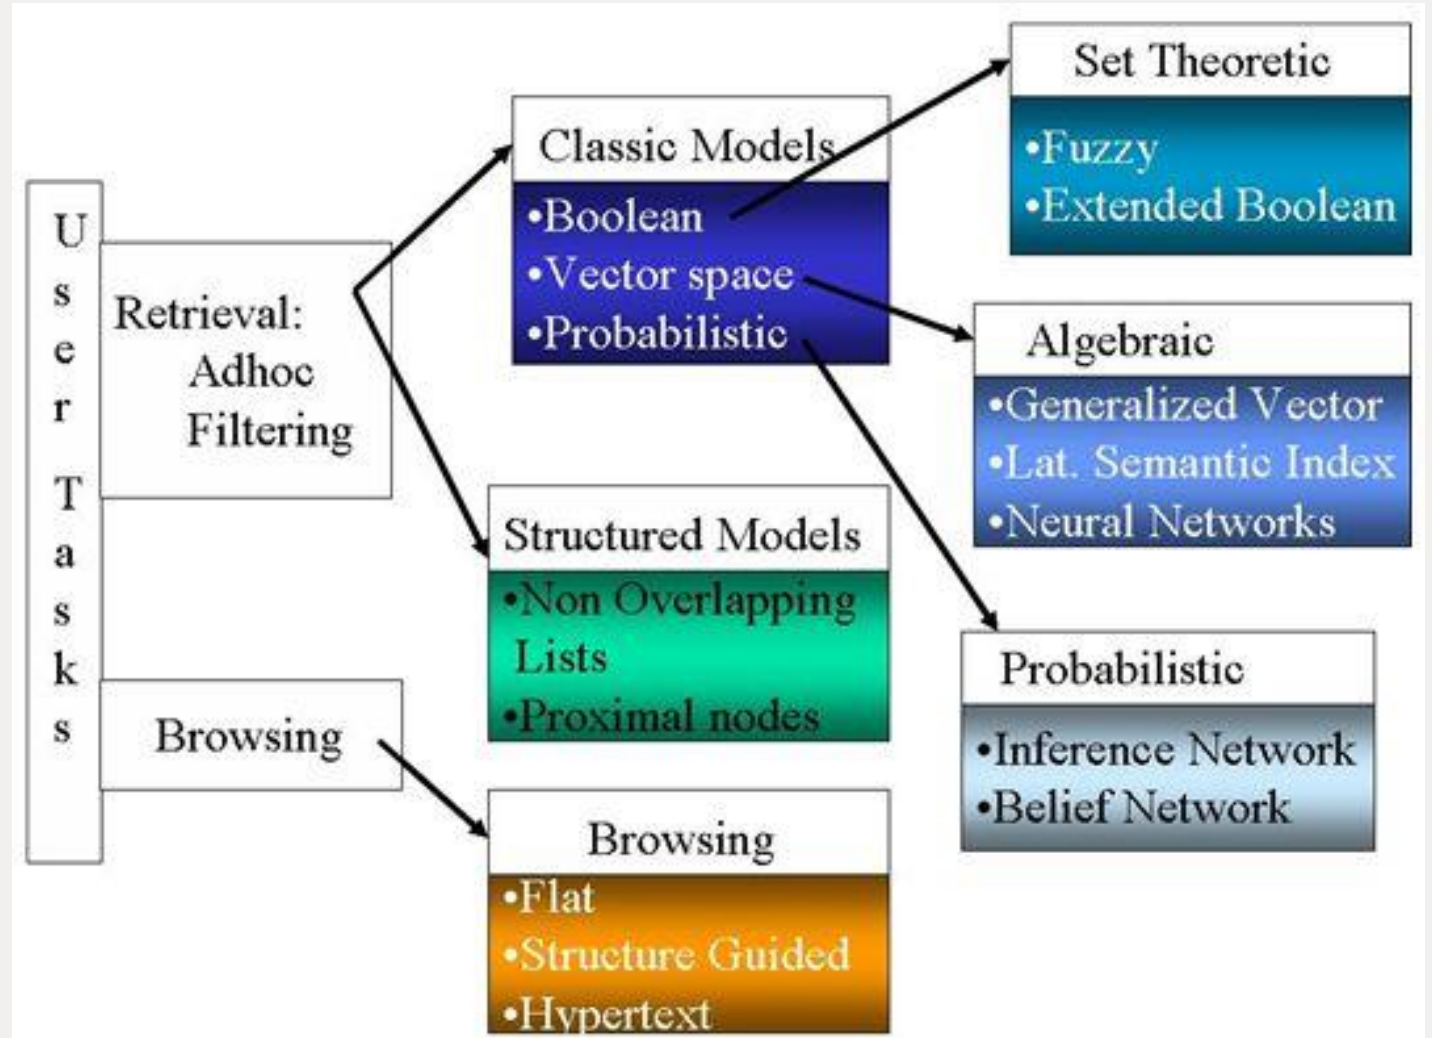 User Tasks
Retrieval:
Adhoc
Filtering
Browsing
Classic Models
•Boolean
•Vector space
•Probabilistic
Structured Models
•Non Overlapping
Lists
•Proximal nodes
Browsing
•Flat
•Structure Guided
•Hypertext
Set Theoretic
•Fuzzy
•Extended Boolean
Algebraic
•Generalized Vector
•Lat. Semantic Index
•Neural Networks
Probabilistic
•Inference Network
•Belief Network